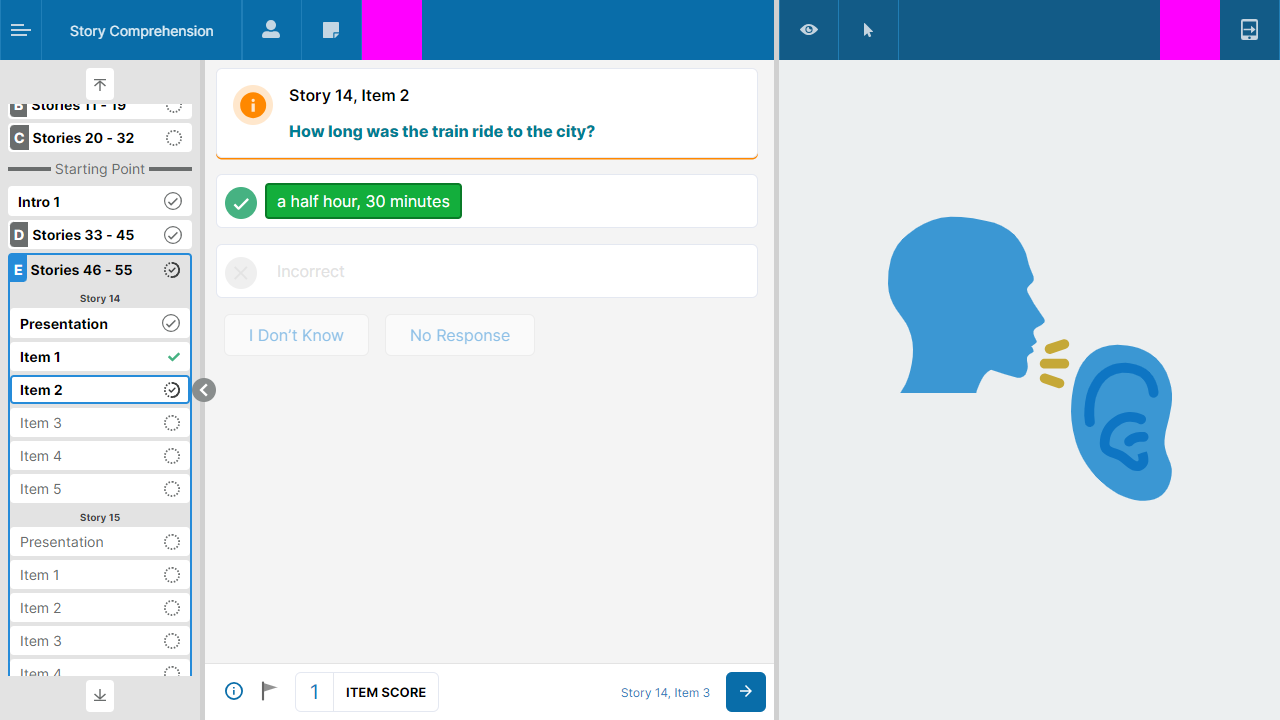 Story Comprehension
B Stories 11 - 19
C Stories 20 - 32
Starting Point
Intro 1
D Stories 33 - 45
E Stories 46 - 55
Story 14
Presentation
Item 1
Item 2
Item 3
Item 4
Item 5
Story 15
Presentation
Item 1
Item 2
Item 3
Item 4
Story 14, Item 2
How long was the train ride to the city?
a half hour, 30 minutes
Incorrect
I Don't Know
No Response
1 ITEM SCORE
Story 14, Item 3